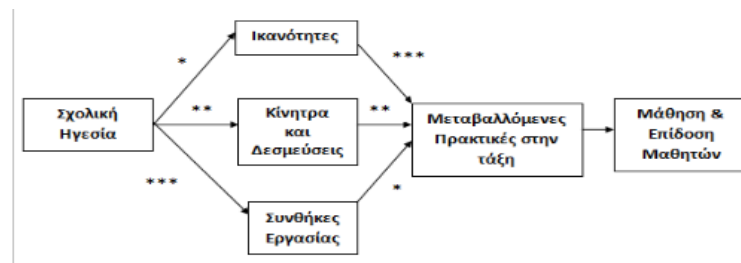 Ικανότητες
*
***
Σχολική
Ηγεσία
**
Κίνητρα
και
Δεσμεύσεις
**
Μεταβαλλόμενες
Πρακτικές στην
τάξη
Μάθηση &
Επίδοση
Μαθητών
***
*
Συνθήκες
Εργασίας